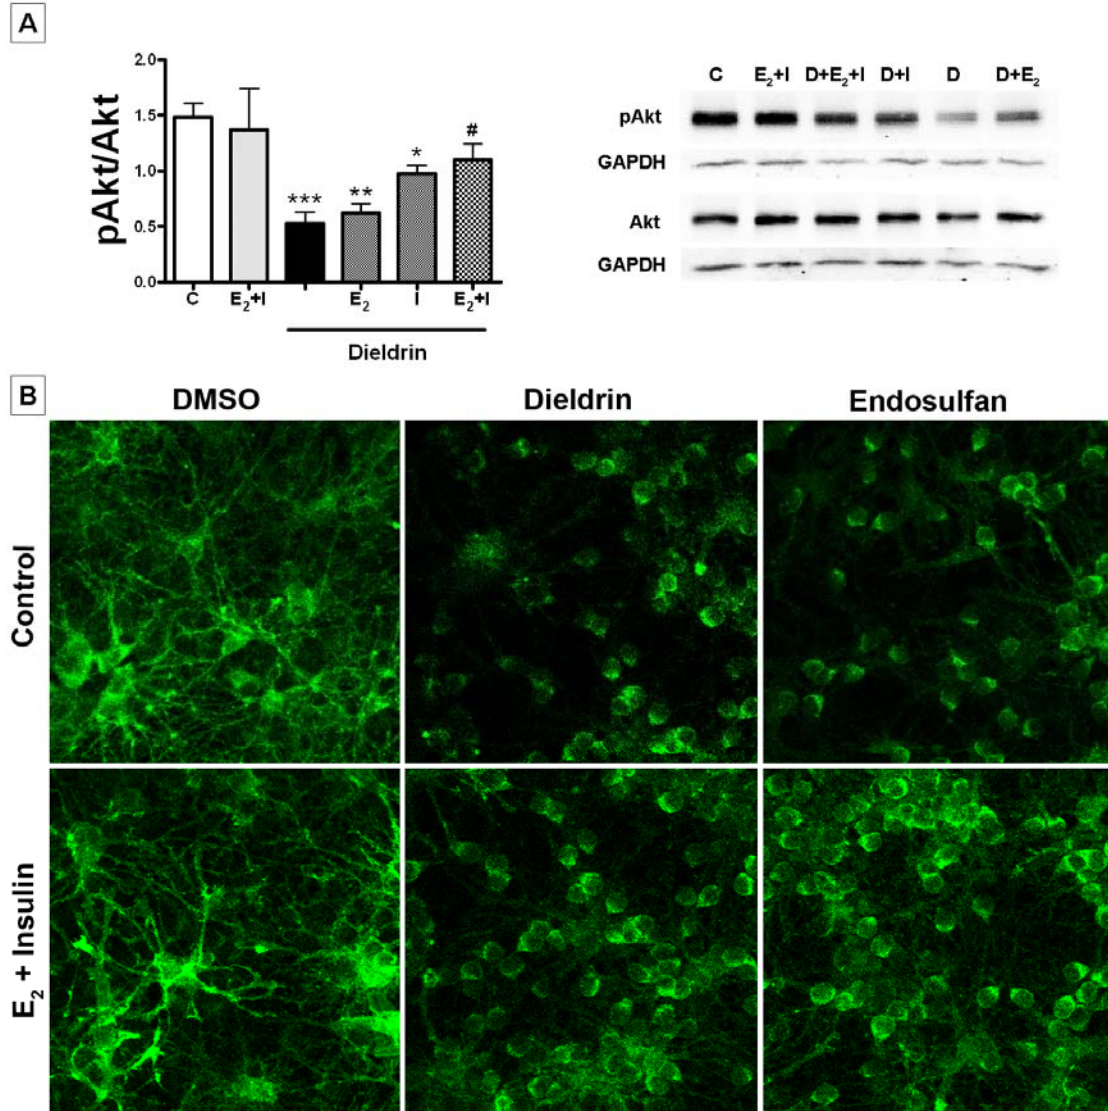 A
2.0
1.5
1.0
0.5
0.0
pAkt/Akt
***
**
*
#
C E₂+I E₂ I E₂+I
Dieldrin
C E₂+I D+E₂+I D+I D D+E₂
pAkt
GAPDH
Akt
GAPDH
B
DMSO Dieldrin Endosulfan
Control
E₂ + Insulin